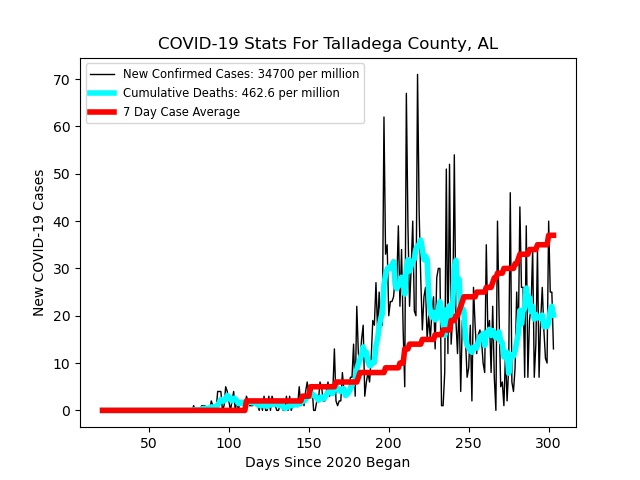 COVID-19 Stats For Talladega County, AL
New Confirmed Cases: 34700 per million
Cumulative Deaths: 462.6 per million
7 Day Case Average
New COVID-19 Cases
70
60
50
40
30
20
10
0
50 100 150 200 250 300
Days Since 2020 Began